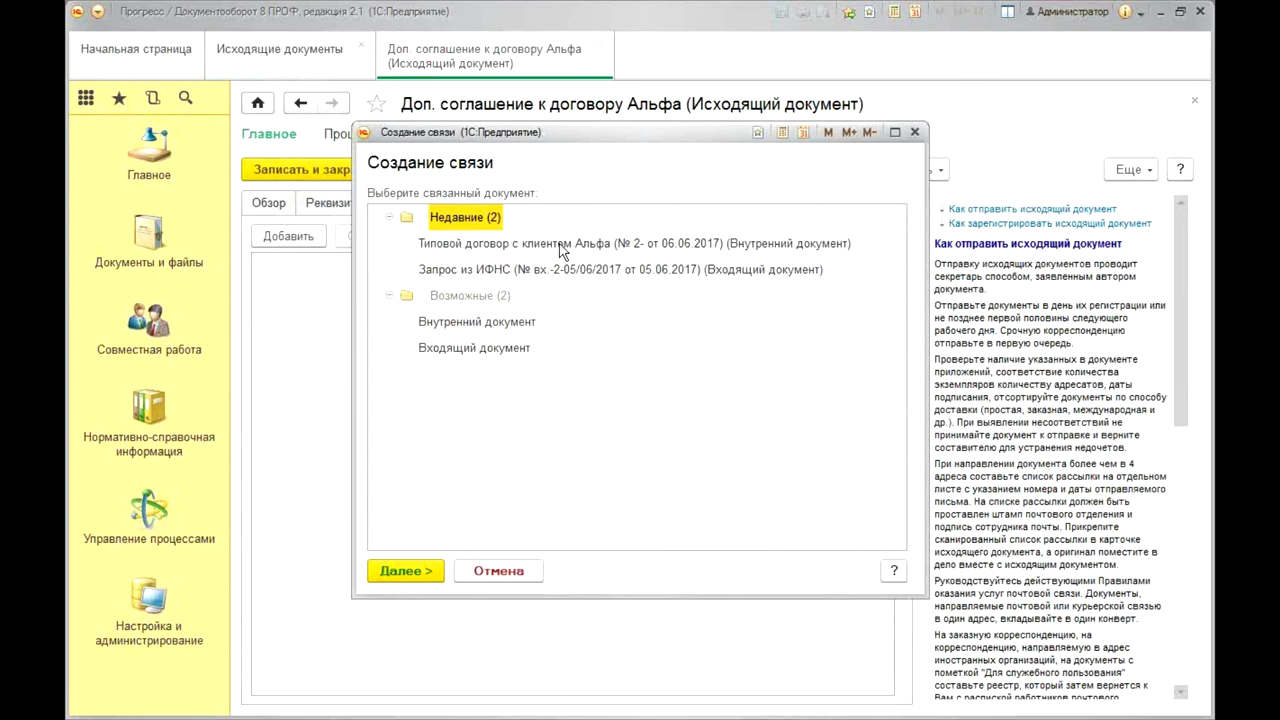 Прогресс / Документооборот 8 ПРОФ, редакция 2.1 (1С:Предприятие)
M M+ M-
Администратор
Начальная страница
Исходящие документы
Доп. соглашение к договору Альфа
(Исходящий документ)
Главное
Документы и файлы
Совместная работа
Нормативно-справочная
информация
Управление процессами
Настройка и
администрирование
Доп. соглашение к договору Альфа (Исходящий документ)
Главное
Записать и закр
Еще
?
Обзор
Реквизи
Добавить
Создание связи (1С:Предприятие)
M M+ M-
Создание связи
Выберите связанный документ:
Недавние (2)
Типовой договор с клиентом Альфа (№ 2- от 06.06.2017) (Внутренний документ)
Запрос из ИФНС (№ вх.-2-05/06/2017 от 05.06.2017) (Входящий документ)
Возможные (2)
Внутренний документ
Входящий документ
Далее >
Отмена
?
Как отправить исходящий документ
Как зарегистрировать исходящий документ
Как отправить исходящий документ
Отправку исходящих документов проводит
секретарь способом, заявленным автором
документа.
Отправьте документы в день их регистрации или
не позднее первой половины следующего
рабочего дня. Срочную корреспонденцию
отправьте в первую очередь.
Проверьте наличие указанных в документе
приложений, соответствие количества
экземпляров количеству адресатов, даты
подписания, отсортируйте документы по способу
доставки (простая, заказная, международная и
др.). При выявлении несоответствий не
принимайте документ к отправке и верните
составителю для устранения недочетов.
При направлении документа более чем в 4
адреса составьте список рассылки на отдельном
листе с указанием номера и даты отправляемого
письма. На списке рассылки должен быть
проставлен штамп почтового отделения и
подпись сотрудника почты. Прикрепите
сканированный список рассылки в карточке
исходящего документа, а оригинал поместите в
дело вместе с исходящим документом.
Руководствуйтесь действующими Правилами
оказания услуг почтовой связи. Документы,
направляемые почтовой или курьерской связью
в один адрес, вкладывайте в один конверт.
На заказную корреспонденцию, на
корреспонденцию, направляемую в адрес
иностранных организаций, на документы с
пометкой "Для служебного пользования"
составьте реестр, который затем вернется к
Вам с распиской работников почтового